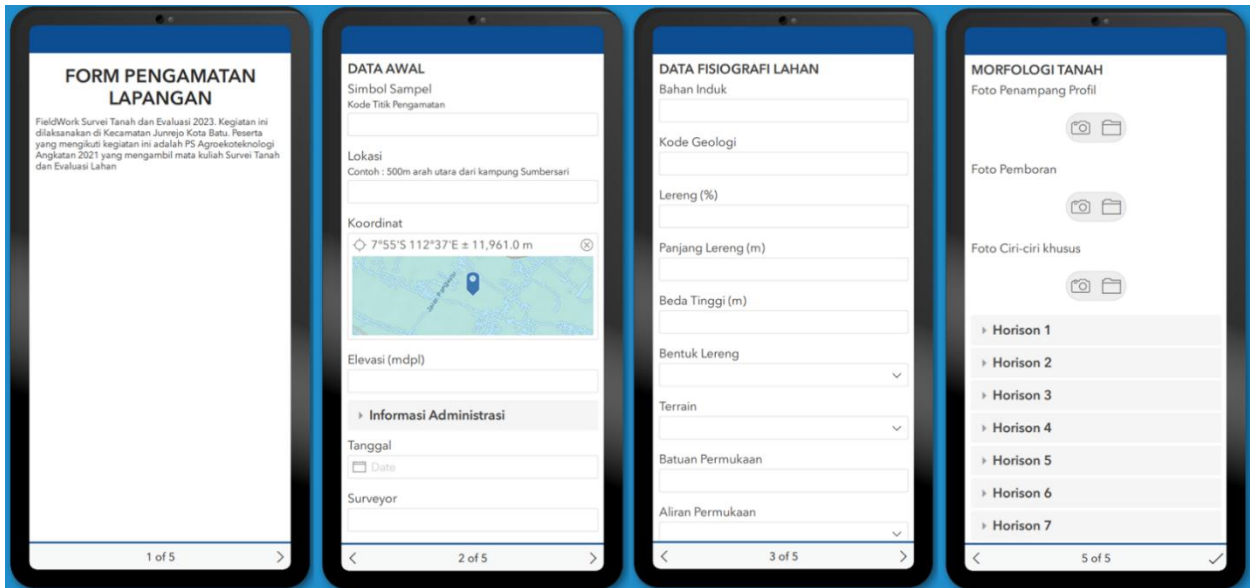 FORM PENGAMATAN
LAPANGAN
FieldWork Survei Tanah dan Evaluasi 2023. Kegiatan ini
dilaksanakan di Kecamatan Junrejo Kota Batu. Peserta
yang mengikuti kegiatan ini adalah PS Agroekoteknologi
Angkatan 2021 yang mengambil mata kuliah Survei Tanah
dan Evaluasi Lahan
1 of 5
DATA AWAL
Simbol Sampel
Kode Titik Pengamatan
Lokasi
Contoh : 500m arah utara dari kampung Sumbersari
Koordinat
7°55'S 112°37'E ± 11,961.0 m
Elevasi (mdpl)
Informasi Administrasi
Tanggal
Date
Surveyor
2 of 5
DATA FISIOGRAFI LAHAN
Bahan Induk
Kode Geologi
Lereng (%)
Panjang Lereng (m)
Beda Tinggi (m)
Bentuk Lereng
Terrain
Batuan Permukaan
Aliran Permukaan
3 of 5
MORFOLOGI TANAH
Foto Penampang Profil
Foto Pemboran
Foto Ciri-ciri khusus
Horison 1
Horison 2
Horison 3
Horison 4
Horison 5
Horison 6
Horison 7
5 of 5